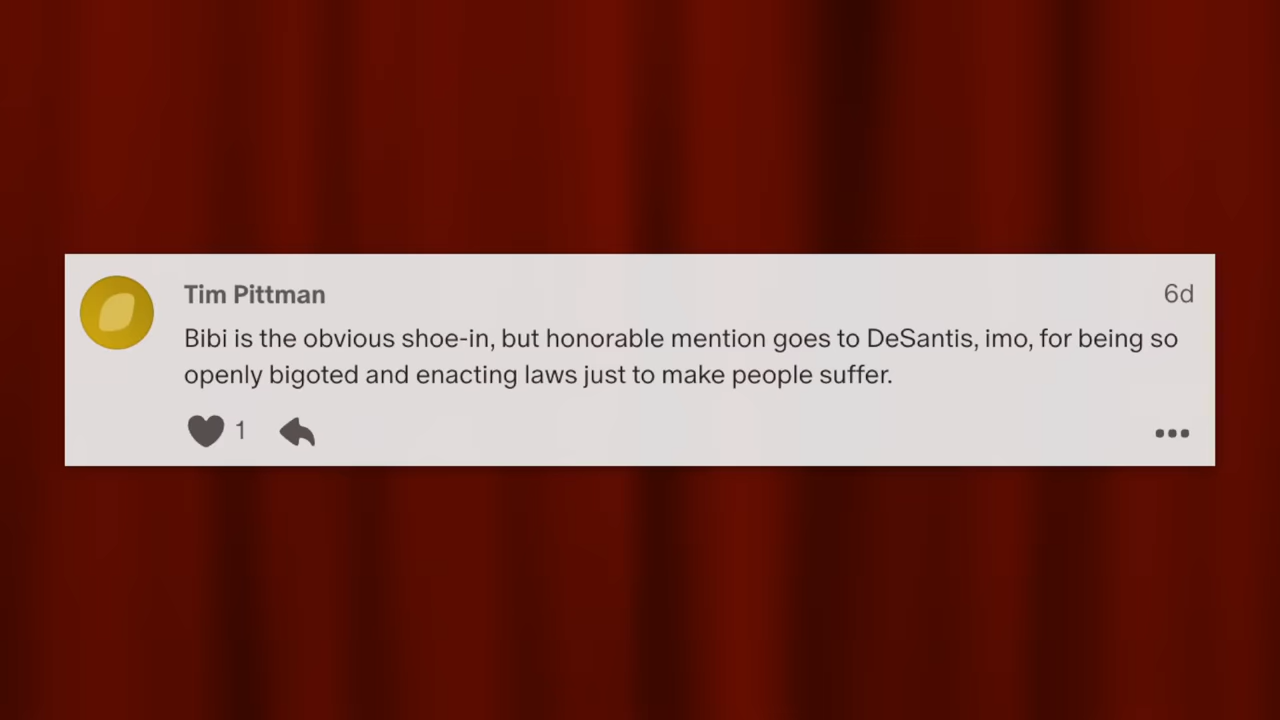 Tim Pittman
6d
Bibi is the obvious shoe-in, but honorable mention goes to DeSantis, imo, for being so
openly bigoted and enacting laws just to make people suffer.
1